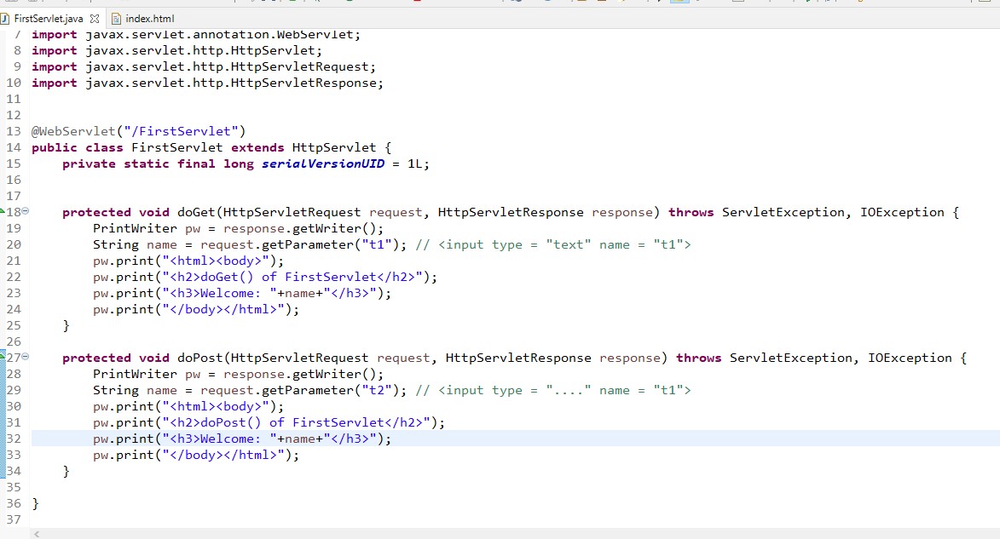 FirstServlet.java index.html
7 import javax.servlet.annotation.WebServlet;
8 import javax.servlet.http.HttpServlet;
9 import javax.servlet.http.HttpServletRequest;
10 import javax.servlet.http.HttpServletResponse;
11
12
13 @WebServlet("/FirstServlet")
14 public class FirstServlet extends HttpServlet {
15     private static final long serialVersionUID = 1L;
16
17
18     protected void doGet(HttpServletRequest request, HttpServletResponse response) throws ServletException, IOException {
19         PrintWriter pw = response.getWriter();
20         String name = request.getParameter("t1"); // <input type = "text" name = "t1">
21         pw.print("<html><body>");
22         pw.print("<h2>doGet() of FirstServlet</h2>");
23         pw.print("<h3>Welcome: "+name+"</h3>");
24         pw.print("</body></html>");
25     }
26
27     protected void doPost(HttpServletRequest request, HttpServletResponse response) throws ServletException, IOException {
28         PrintWriter pw = response.getWriter();
29         String name = request.getParameter("t2"); // <input type = "...." name = "t1">
30         pw.print("<html><body>");
31         pw.print("<h2>doPost() of FirstServlet</h2>");
32         pw.print("<h3>Welcome: "+name+"</h3>");
33         pw.print("</body></html>");
34     }
35
36 }
37